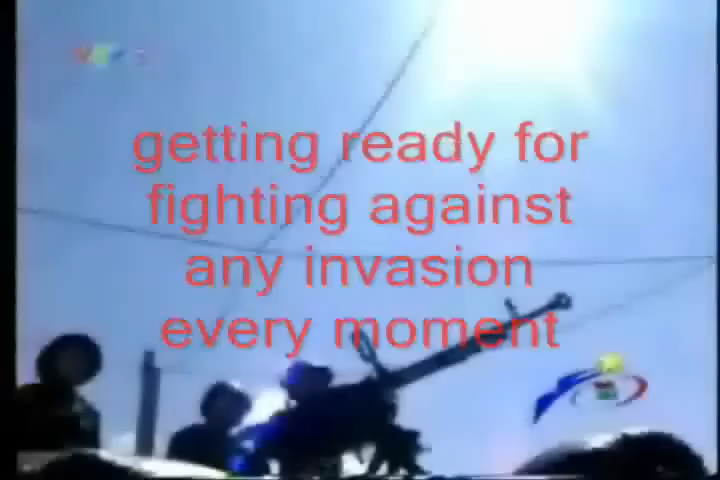 getting ready for
fighting against
any invasion
every moment